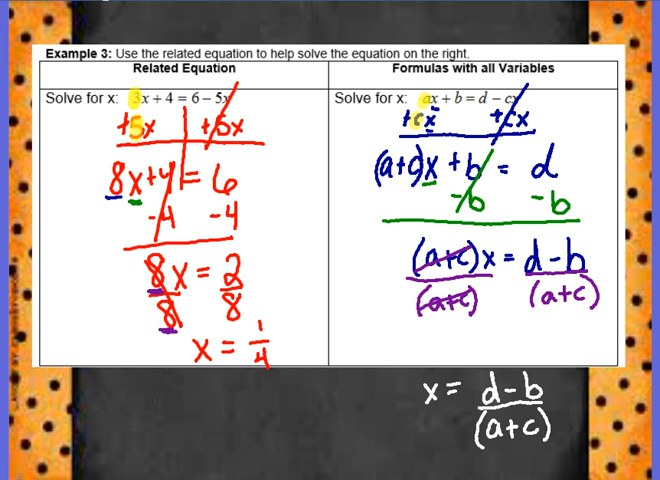 Example 3: Use the related equation to help solve the equation on the right.
Related Equation
Solve for x: 3x + 4 = 6 – 5x
+5x +5x
8x+4 = 6
-4 -4
8x = 2
8 8
x = 1/4
Formulas with all Variables
Solve for x: ax + b = d – cx
+cx +cx
(a+c)x + b = d
-b -b
(a+c)x = d-b
(a+c) (a+c)
x = d-b
(a+c)